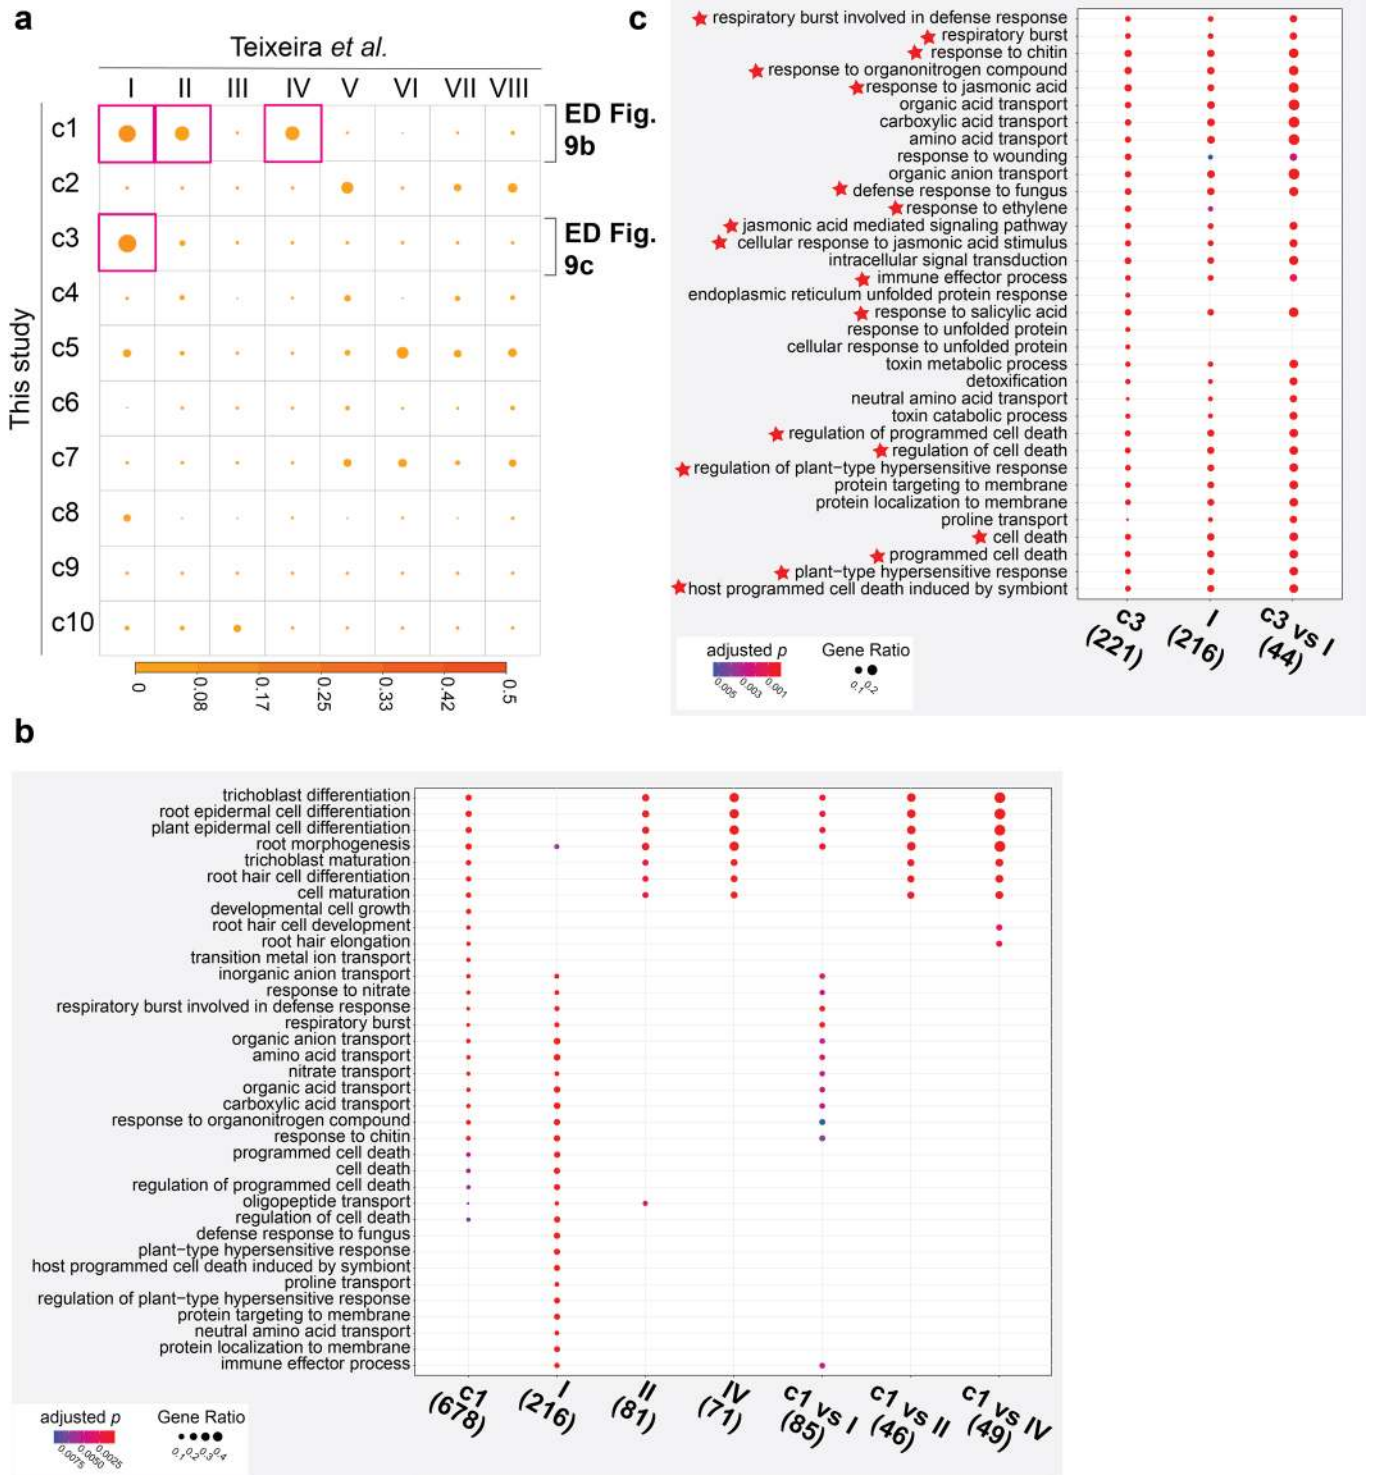 a
Teixeira et al.
I II III IV V VI VII VIII
This study
c1
c2
c3
c4
c5
c6
c7
c8
c9
c10
ED Fig.
9b
ED Fig.
9c
0 0.08 0.17 0.25 0.33 0.42 0.5
c
respiratory burst involved in defense response
respiratory burst
response to chitin
response to organonitrogen compound
response to jasmonic acid
organic acid transport
carboxylic acid transport
amino acid transport
response to wounding
organic anion transport
defense response to fungus
response to ethylene
jasmonic acid mediated signaling pathway
cellular response to jasmonic acid stimulus
intracellular signal transduction
immune effector process
endoplasmic reticulum unfolded protein response
response to salicylic acid
response to unfolded protein
cellular response to unfolded protein
toxin metabolic process
detoxification
neutral amino acid transport
toxin catabolic process
regulation of programmed cell death
regulation of cell death
regulation of plant-type hypersensitive response
protein targeting to membrane
protein localization to membrane
proline transport
cell death
programmed cell death
plant-type hypersensitive response
host programmed cell death induced by symbiont
c3
(221)
I
(216)
c3 vs I
(44)
adjusted p
0.005 0.003 0.001
Gene Ratio
0.1 0.2
b
trichoblast differentiation
root epidermal cell differentiation
plant epidermal cell differentiation
root morphogenesis
trichoblast maturation
root hair cell differentiation
cell maturation
developmental cell growth
root hair cell development
root hair elongation
transition metal ion transport
inorganic anion transport
response to nitrate
respiratory burst involved in defense response
respiratory burst
organic anion transport
amino acid transport
nitrate transport
organic acid transport
carboxylic acid transport
response to organonitrogen compound
response to chitin
programmed cell death
cell death
regulation of programmed cell death
oligopeptide transport
regulation of cell death
defense response to fungus
plant-type hypersensitive response
host programmed cell death induced by symbiont
proline transport
regulation of plant-type hypersensitive response
protein targeting to membrane
neutral amino acid transport
protein localization to membrane
immune effector process
c1
(678)
I
(216)
II
(81)
IV
(71)
c1 vs I
(85)
c1 vs II
(46)
c1 vs IV
(49)
adjusted p
0.0075 0.0050 0.0025
Gene Ratio
0.1 0.2 0.3 0.4